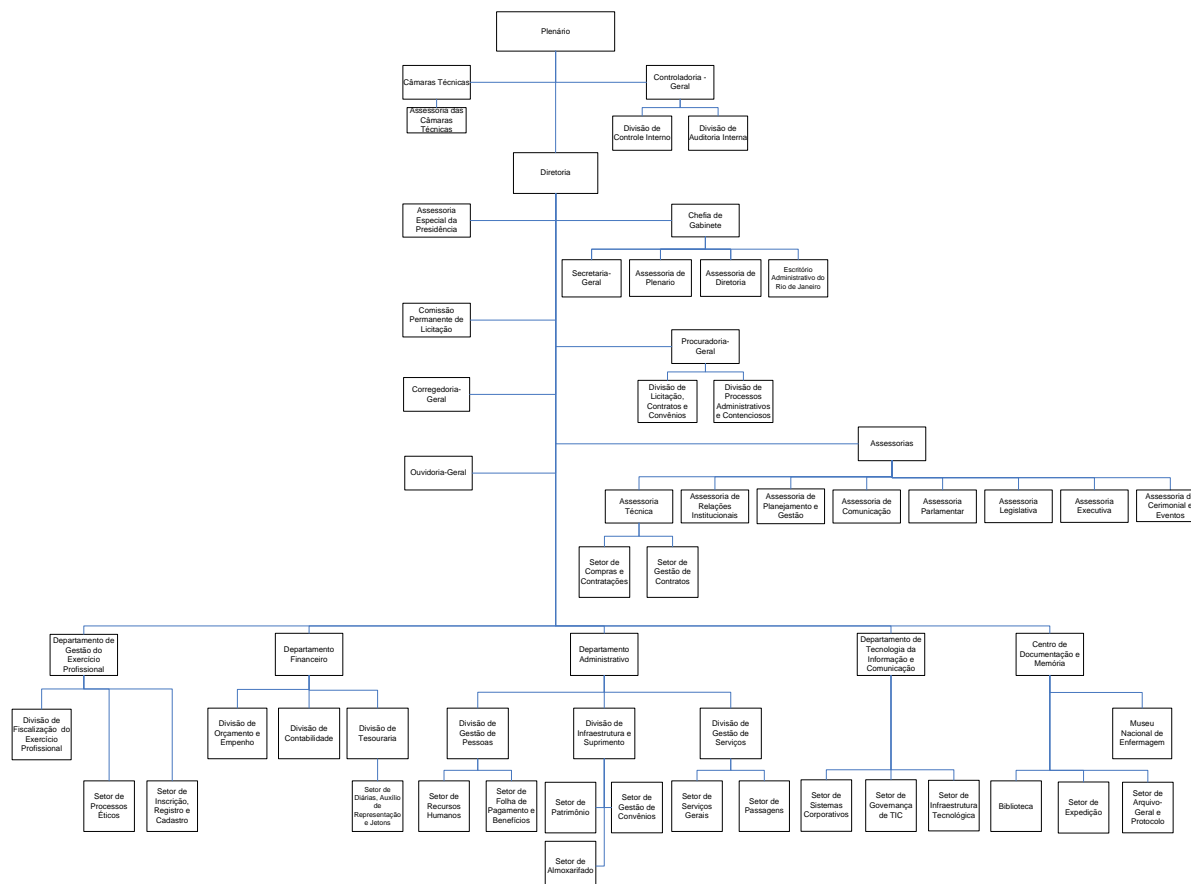 Plenário
Câmaras Técnicas
Controladoria -
Geral
Assessoria das
Câmaras
Técnicas
Divisão de
Controle Interno
Divisão de
Auditoria Interna
Diretoria
Assessoria
Especial da
Presidência
Chefia de
Gabinete
Secretaria-
Geral
Assessoria de
Plenario
Assessoria de
Diretoria
Escritório
Administrativo do
Rio de Janeiro
Comissão
Permanente de
Licitação
Procuradoria-
Geral
Corregedoria-
Geral
Divisão de
Licitação,
Contratos e
Convênios
Divisão de
Processos
Administrativos
e Contenciosos
Assessorias
Ouvidoria-Geral
Assessoria
Técnica
Assessoria de
Relações
Institucionais
Assessoria de
Planejamento e
Gestão
Assessoria de
Comunicação
Assessoria
Parlamentar
Assessoria
Legislativa
Assessoria
Executiva
Assessoria de
Cerimonial e
Eventos
Setor de
Compras e
Contratações
Setor de
Gestão de
Contratos
Departamento de
Gestão do
Exercício
Profissional
Departamento
Financeiro
Departamento
Administrativo
Departamento de
Tecnologia da
Informação e
Comunicação
Centro de
Documentação e
Memória
Divisão de
Fiscalização do
Exercício
Profissional
Divisão de
Orçamento e
Empenho
Divisão de
Contabilidade
Divisão de
Tesouraria
Divisão de
Gestão de
Pessoas
Divisão de
Infraestrutura e
Suprimento
Divisão de
Gestão de
Serviços
Museu
Nacional de
Enfermagem
Setor de
Processos
Éticos
Setor de
Inscrição,
Registro e
Cadastro
Setor de
Diárias, Auxílio
de
Representação
e Jetons
Setor de
Recursos
Humanos
Setor de
Folha de
Pagamento e
Benefícios
Setor de
Patrimônio
Setor de
Gestão de
Convênios
Setor de
Serviços
Gerais
Setor de
Passagens
Setor de
Sistemas
Corporativos
Setor de
Governança
de TIC
Setor de
Infraestrutura
Tecnológica
Biblioteca
Setor de
Expedição
Setor de
Arquivo-
Geral e
Protocolo
Setor de
Almoxarifado